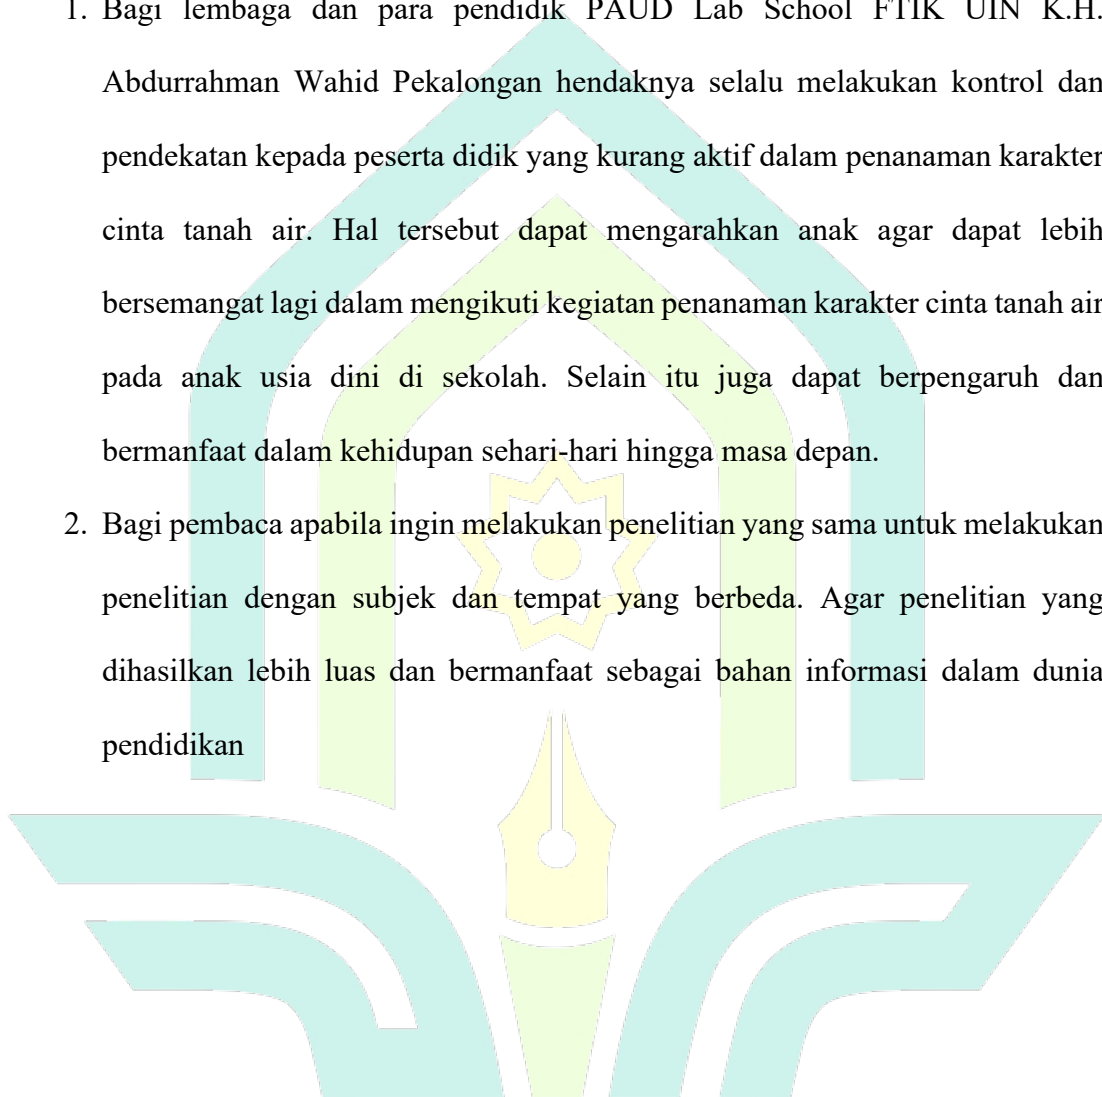 1. Bagi lembaga dan para pendidik PAUD Lab School FTIK UIN K.H.
Abdurrahman Wahid Pekalongan hendaknya selalu melakukan kontrol dan
pendekatan kepada peserta didik yang kurang aktif dalam penanaman karakter
cinta tanah air. Hal tersebut dapat mengarahkan anak agar dapat lebih
bersemangat lagi dalam mengikuti kegiatan penanaman karakter cinta tanah air
pada anak usia dini di sekolah. Selain itu juga dapat berpengaruh dan
bermanfaat dalam kehidupan sehari-hari hingga masa depan.
2. Bagi pembaca apabila ingin melakukan penelitian yang sama untuk melakukan
penelitian dengan subjek dan tempat yang berbeda. Agar penelitian yang
dihasilkan lebih luas dan bermanfaat sebagai bahan informasi dalam dunia
pendidikan